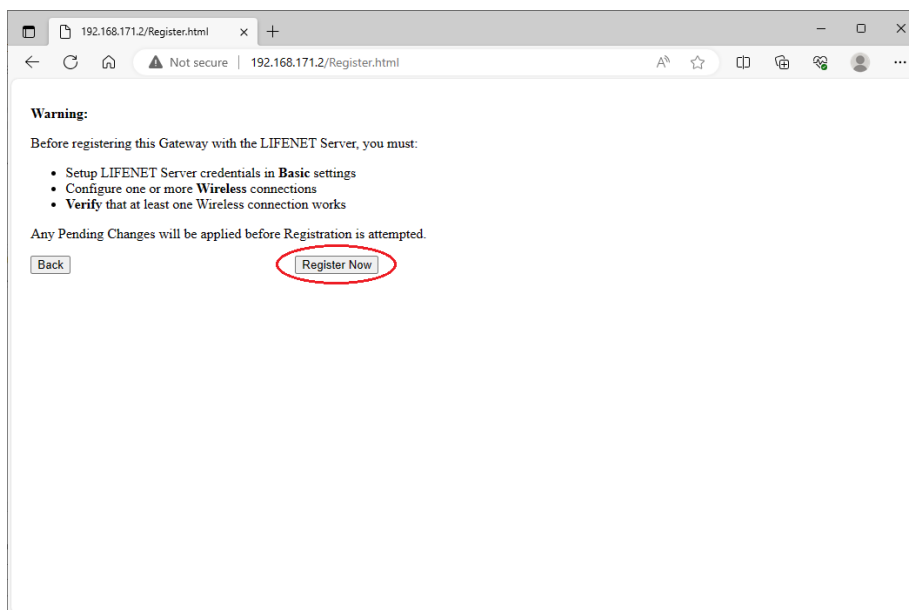 192.168.171.2/Register.html
Not secure | 192.168.171.2/Register.html
Warning:
Before registering this Gateway with the LIFENET Server, you must:
• Setup LIFENET Server credentials in Basic settings
• Configure one or more Wireless connections
• Verify that at least one Wireless connection works
Any Pending Changes will be applied before Registration is attempted.
Back Register Now